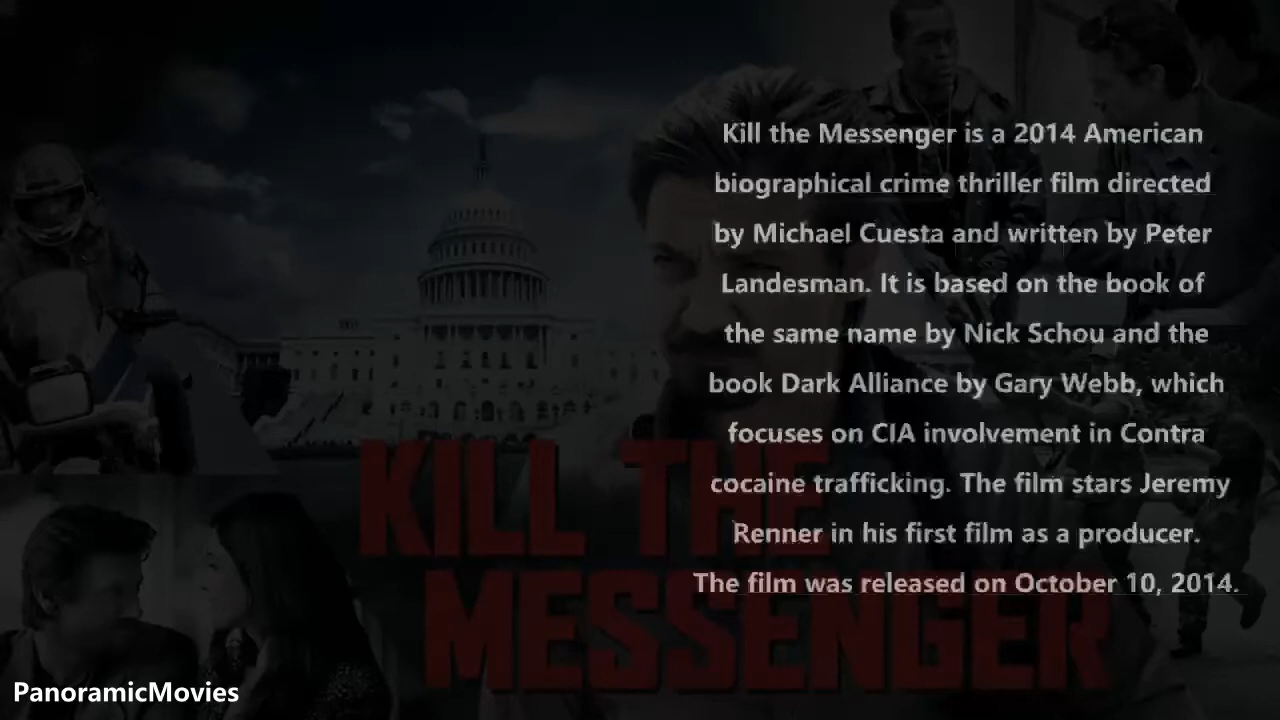 Kill the Messenger is a 2014 American
biographical crime thriller film directed
by Michael Cuesta and written by Peter
Landesman. It is based on the book of
the same name by Nick Schou and the
book Dark Alliance by Gary Webb, which
focuses on CIA involvement in Contra
cocaine trafficking. The film stars Jeremy
Renner in his first film as a producer.
The film was released on October 10, 2014.
KILL THE
MESSENGER
PanoramicMovies